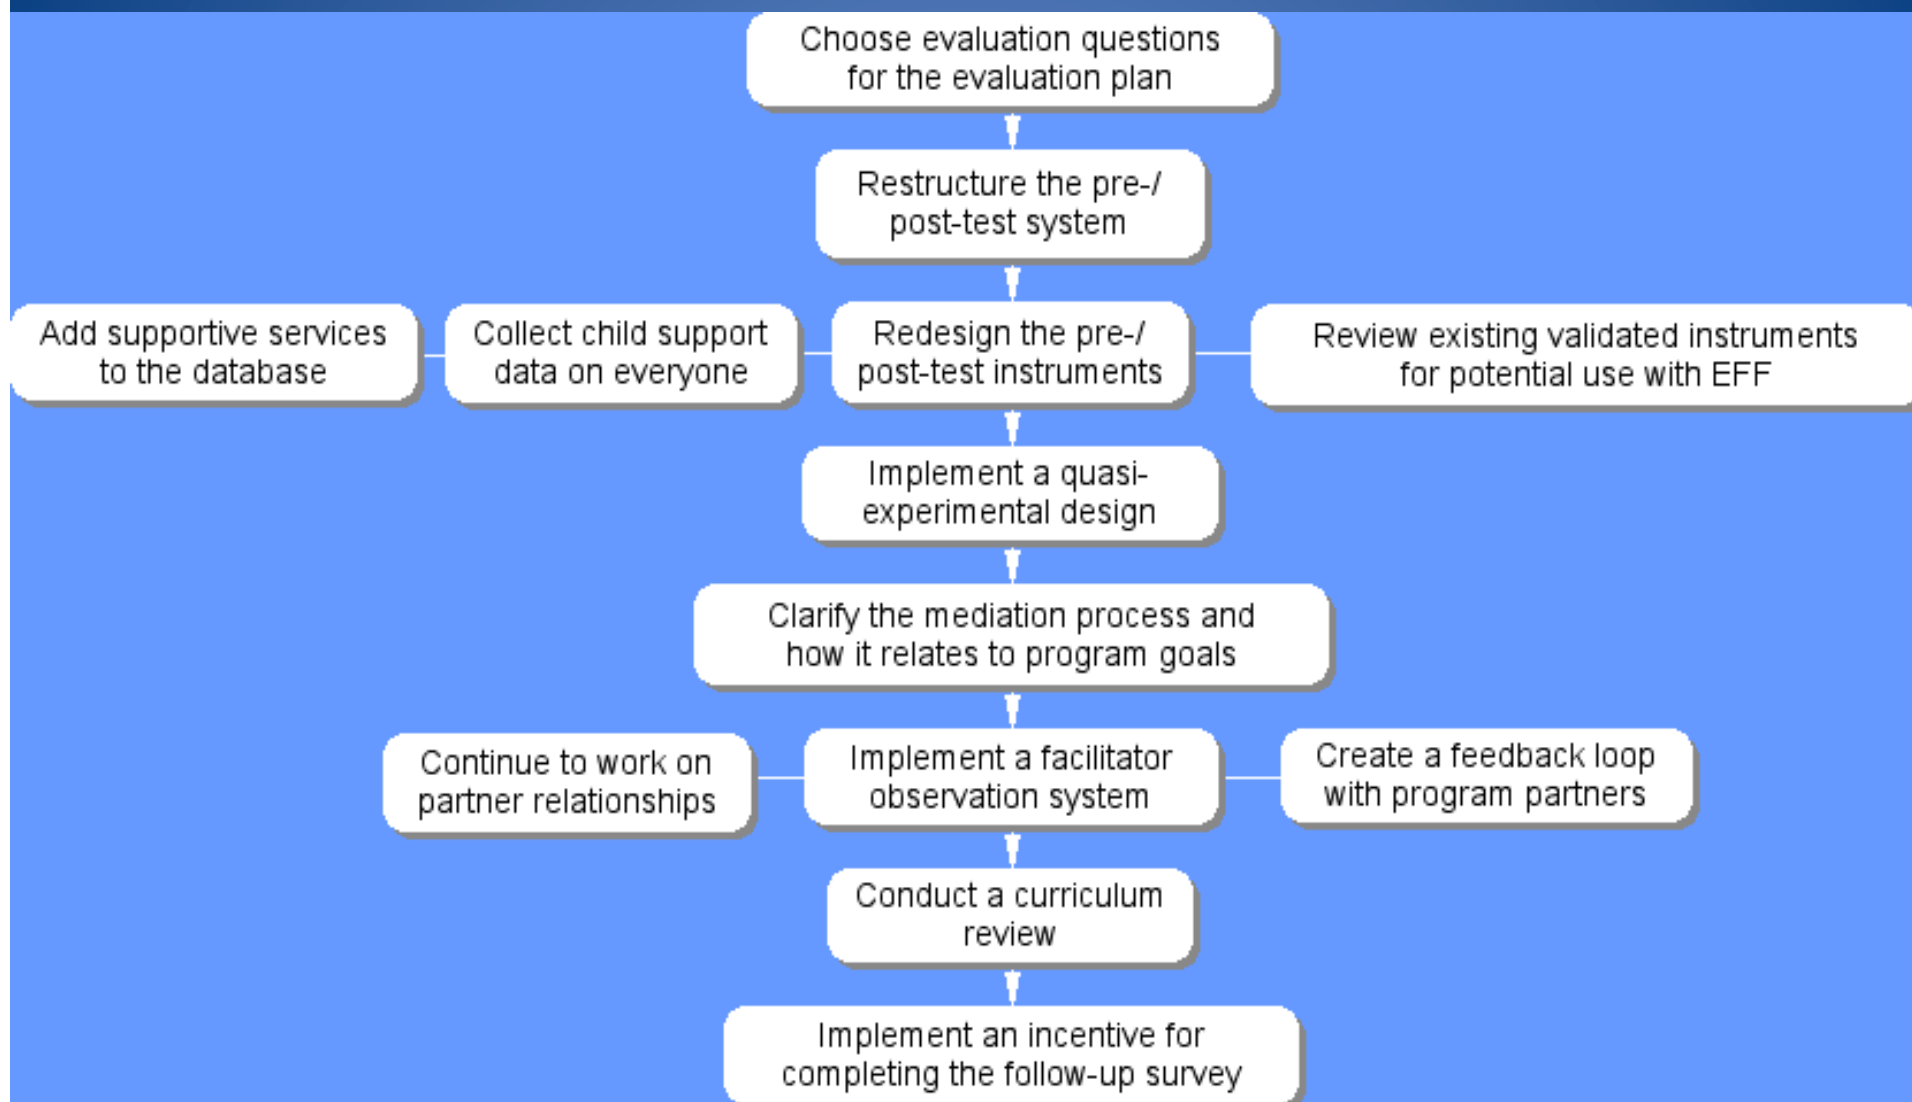 Choose evaluation questions
for the evaluation plan
Restructure the pre-/
post-test system
Add supportive services
to the database
Collect child support
data on everyone
Redesign the pre-/
post-test instruments
Review existing validated instruments
for potential use with EFF
Implement a quasi-
experimental design
Clarify the mediation process and
how it relates to program goals
Continue to work on
partner relationships
Implement a facilitator
observation system
Create a feedback loop
with program partners
Conduct a curriculum
review
Implement an incentive for
completing the follow-up survey